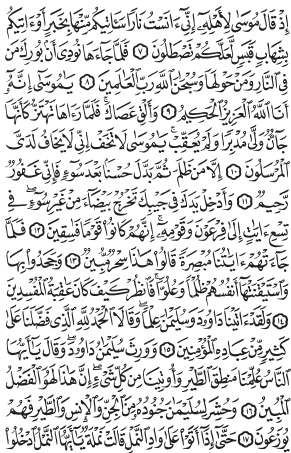 إِذْ قَالَ مُوسَىٰ لِأَهْلِهِۦٓ إِنِّىٓ ءَانَسْتُ نَارًا سَـَٔاتِيكُم مِّنْهَا بِخَبَرٍ أَوْ ءَاتِيكُم
بِشِهَابٍ قَبَسٍ لَّعَلَّكُمْ تَصْطَلُونَ ٧ فَلَمَّا جَآءَهَا نُودِىَ أَنۢ بُورِكَ مَن
فِى ٱلنَّارِ وَمَنْ حَوْلَهَا وَسُبْحَٰنَ ٱللَّهِ رَبِّ ٱلْعَٰلَمِينَ ٨ يَٰمُوسَىٰٓ إِنَّهُۥٓ
أَنَا ٱللَّهُ ٱلْعَزِيزُ ٱلْحَكِيمُ ٩ وَأَلْقِ عَصَاكَ ۚ فَلَمَّا رَءَاهَا تَهْتَزُّ كَأَنَّهَا
جَآنٌّ وَلَّىٰ مُدْبِرًا وَلَمْ يُعَقِّبْ ۚ يَٰمُوسَىٰ لَا تَخَفْ إِنِّى لَا يَخَافُ لَدَىَّ
ٱلْمُرْسَلُونَ ١٠ إِلَّا مَن ظَلَمَ ثُمَّ بَدَّلَ حُسْنًۢا بَعْدَ سُوٓءٍ فَإِنِّى غَفُورٌ
رَّحِيمٌ ١١ وَأَدْخِلْ يَدَكَ فِى جَيْبِكَ تَخْرُجْ بَيْضَآءَ مِنْ غَيْرِ سُوٓءٍ ۖ فِى
تِسْعِ ءَايَٰتٍ إِلَىٰ فِرْعَوْنَ وَقَوْمِهِۦٓ ۚ إِنَّهُمْ كَانُوا۟ قَوْمًا فَٰسِقِينَ ١٢ فَلَمَّا
جَآءَتْهُمْ ءَايَٰتُنَا مُبْصِرَةً قَالُوا۟ هَٰذَا سِحْرٌ مُّبِينٌ ١٣ وَجَحَدُوا۟ بِهَا
وَٱسْتَيْقَنَتْهَآ أَنفُسُهُمْ ظُلْمًا وَعُلُوًّا ۚ فَٱنظُرْ كَيْفَ كَانَ عَٰقِبَةُ ٱلْمُفْسِدِينَ
١٤ وَلَقَدْ ءَاتَيْنَا دَاوُۥدَ وَسُلَيْمَٰنَ عِلْمًا ۖ وَقَالَا ٱلْحَمْدُ لِلَّهِ ٱلَّذِى فَضَّلَنَا عَلَىٰ
كَثِيرٍ مِّنْ عِبَادِهِ ٱلْمُؤْمِنِينَ ١٥ وَوَرِثَ سُلَيْمَٰنُ دَاوُۥدَ ۖ وَقَالَ يَٰٓأَيُّهَا
ٱلنَّاسُ عُلِّمْنَا مَنطِقَ ٱلطَّيْرِ وَأُوتِينَا مِن كُلِّ شَىْءٍ ۖ إِنَّ هَٰذَا لَهُوَ ٱلْفَضْلُ
ٱلْمُبِينُ ١٦ وَحُشِرَ لِسُلَيْمَٰنَ جُنُودُهُۥ مِنَ ٱلْجِنِّ وَٱلْإِنسِ وَٱلطَّيْرِ فَهُمْ
يُوزَعُونَ ١٧ حَتَّىٰٓ إِذَآ أَتَوْا۟ عَلَىٰ وَادِ ٱلنَّمْلِ قَالَتْ نَمْلَةٌ يَٰٓأَيُّهَا ٱلنَّمْلُ ٱدْخُلُوا۟